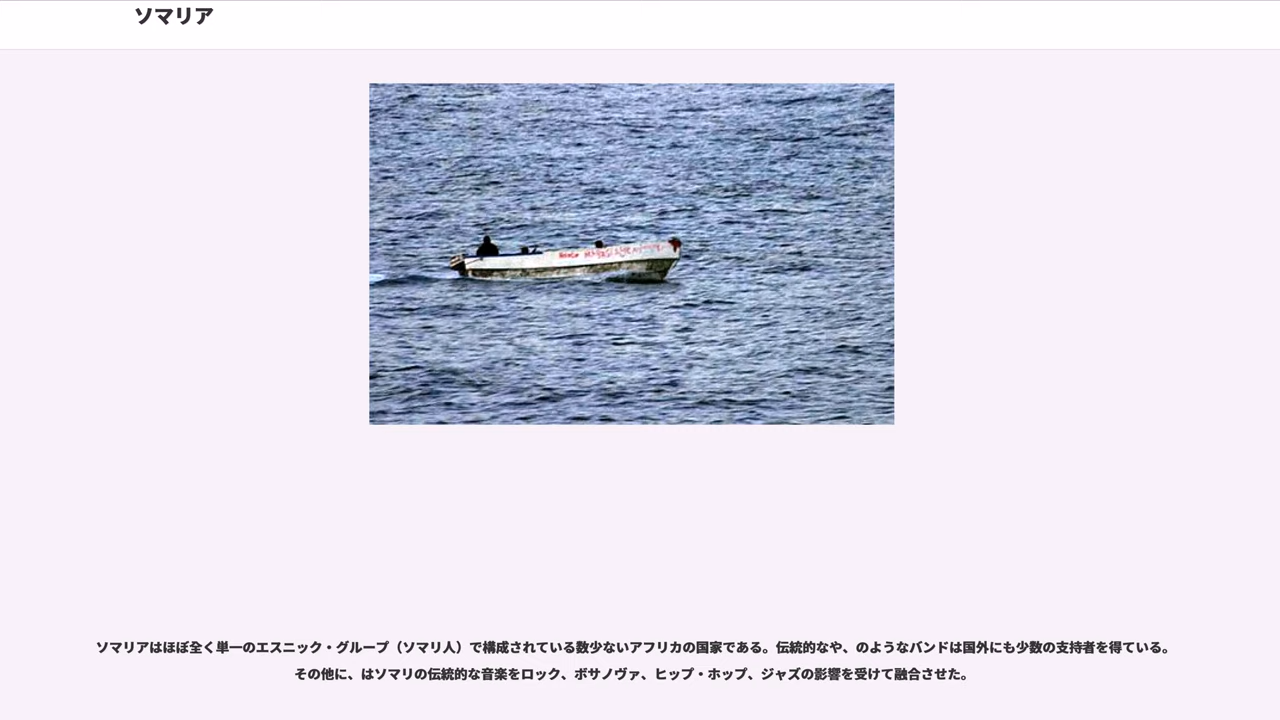 ソマリア
ソマリアはほぼ全く単一のエスニック・グループ（ソマリ人）で構成されている数少ないアフリカの国家である。伝統的なや、のようなバンドは国外にも少数の支持者を得ている。
その他に、はソマリの伝統的な音楽をロック、ボサノヴァ、ヒップ・ホップ、ジャズの影響を受けて融合させた。